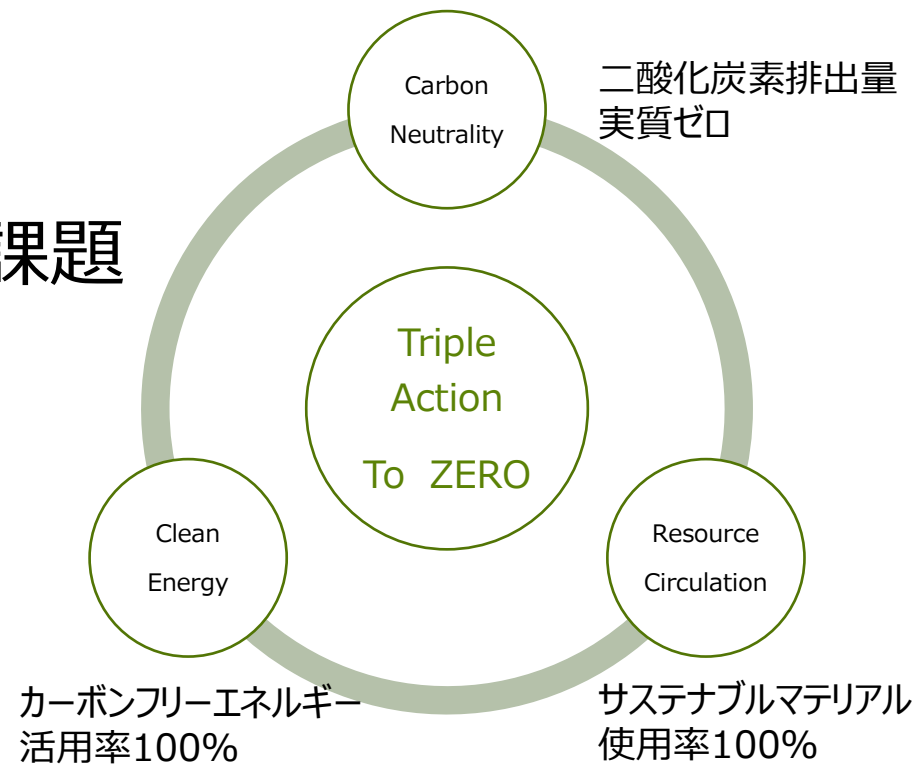 Carbon
Neutrality
二酸化炭素排出量
実質ゼロ
課題
Triple
Action
To ZERO
Clean
Energy
Resource
Circulation
カーボンフリーエネルギー
活用率100%
サステナブルマテリアル
使用率100%